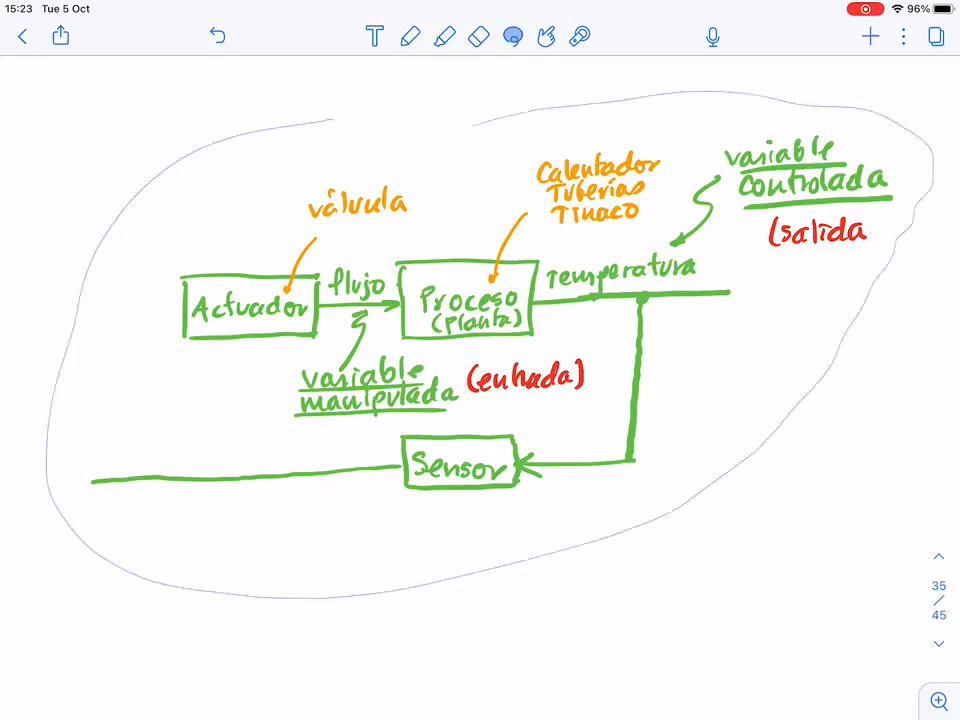 15:23 Tue 5 Oct
96%
variable
controlada
(salida
Calentador
Tuberías
Tinaco
válvula
Actuador
flujo
Proceso
(planta)
Temperatura
variable
manipulada
(entrada)
Sensor
35
/
45